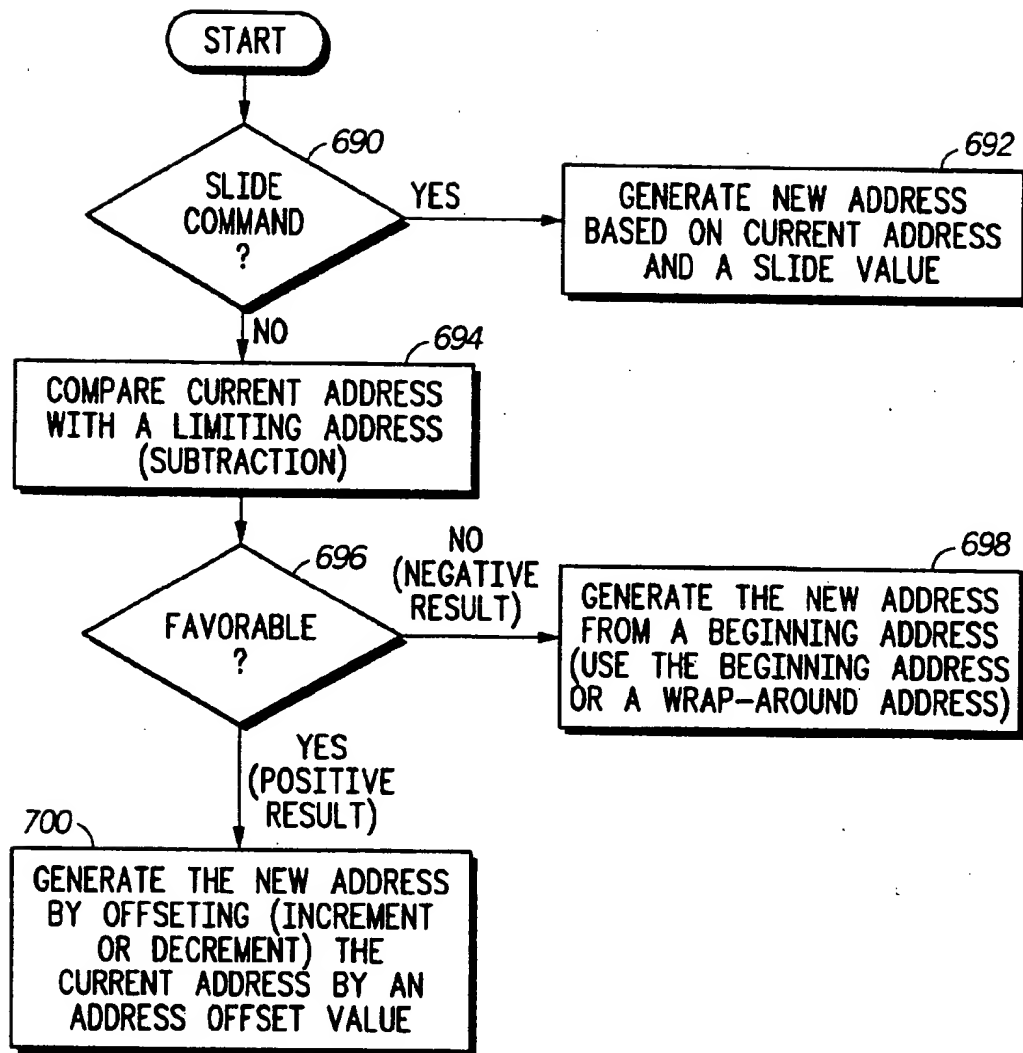 START
690
SLIDE
COMMAND
?
YES
692
GENERATE NEW ADDRESS
BASED ON CURRENT ADDRESS
AND A SLIDE VALUE
NO
694
COMPARE CURRENT ADDRESS
WITH A LIMITING ADDRESS
(SUBTRACTION)
696
FAVORABLE
?
NO
(NEGATIVE
RESULT)
698
GENERATE THE NEW ADDRESS
FROM A BEGINNING ADDRESS
(USE THE BEGINNING ADDRESS
OR A WRAP-AROUND ADDRESS)
YES
(POSITIVE
RESULT)
700
GENERATE THE NEW ADDRESS
BY OFFSETING (INCREMENT
OR DECREMENT) THE
CURRENT ADDRESS BY AN
ADDRESS OFFSET VALUE